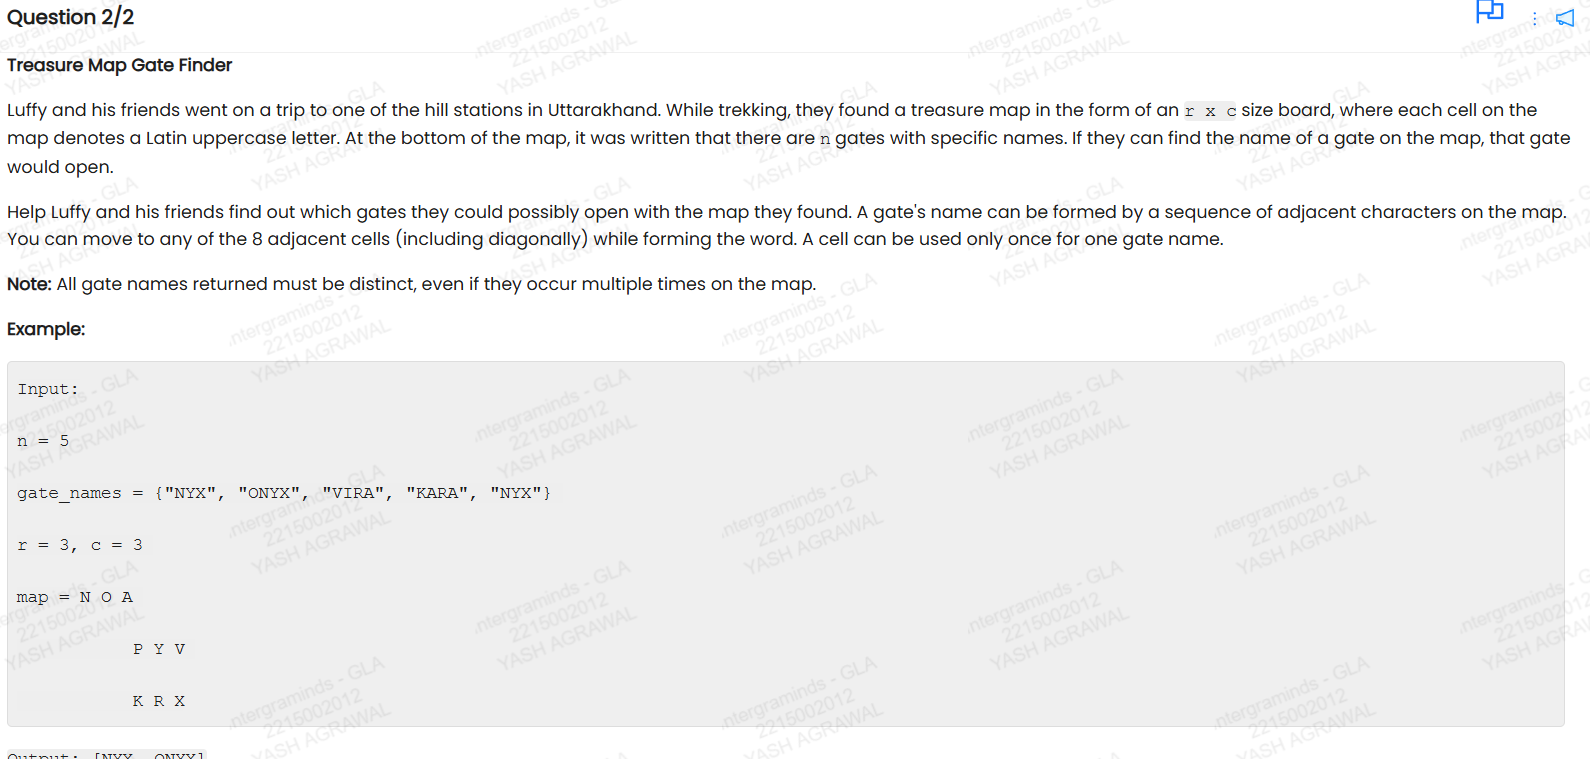 Question 2/2
Treasure Map Gate Finder
Luffy and his friends went on a trip to one of the hill stations in Uttarakhand. While trekking, they found a treasure map in the form of an r x c size board, where each cell on the
map denotes a Latin uppercase letter. At the bottom of the map, it was written that there are n gates with specific names. If they can find the name of a gate on the map, that gate
would open.
Help Luffy and his friends find out which gates they could possibly open with the map they found. A gate's name can be formed by a sequence of adjacent characters on the map.
You can move to any of the 8 adjacent cells (including diagonally) while forming the word. A cell can be used only once for one gate name.
Note: All gate names returned must be distinct, even if they occur multiple times on the map.
Example:
Input:
n = 5
gate_names = {"NYX", "ONYX", "VIRA", "KARA", "NYX"}
r = 3, c = 3
map = N O A
P Y V
K R X
Output: [NYX, ONYX]